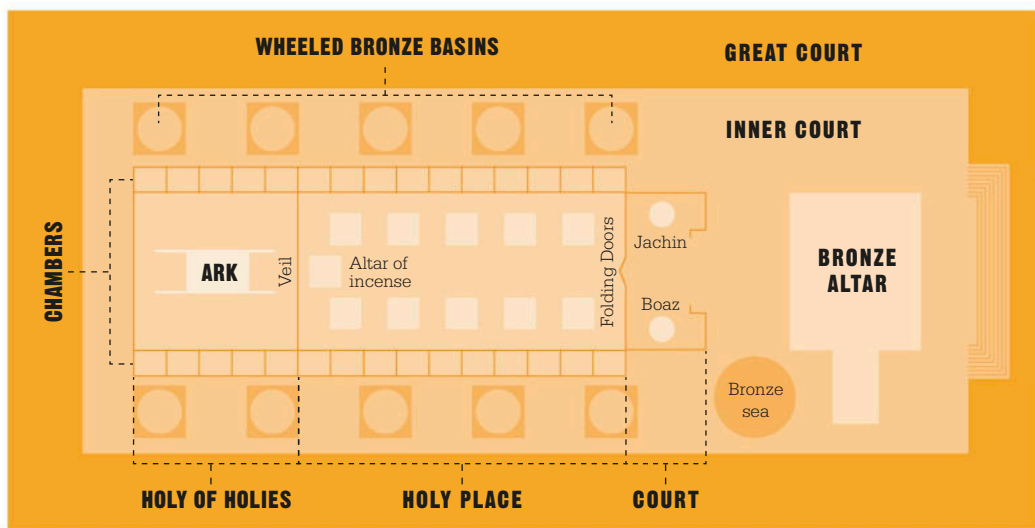 WHEELED BRONZE BASINS
GREAT COURT
INNER COURT
CHAMBERS
ARK
Veil
Altar of
incense
Folding Doors
Jachin
Boaz
BRONZE
ALTAR
Bronze
sea
HOLY OF HOLIES
HOLY PLACE
COURT